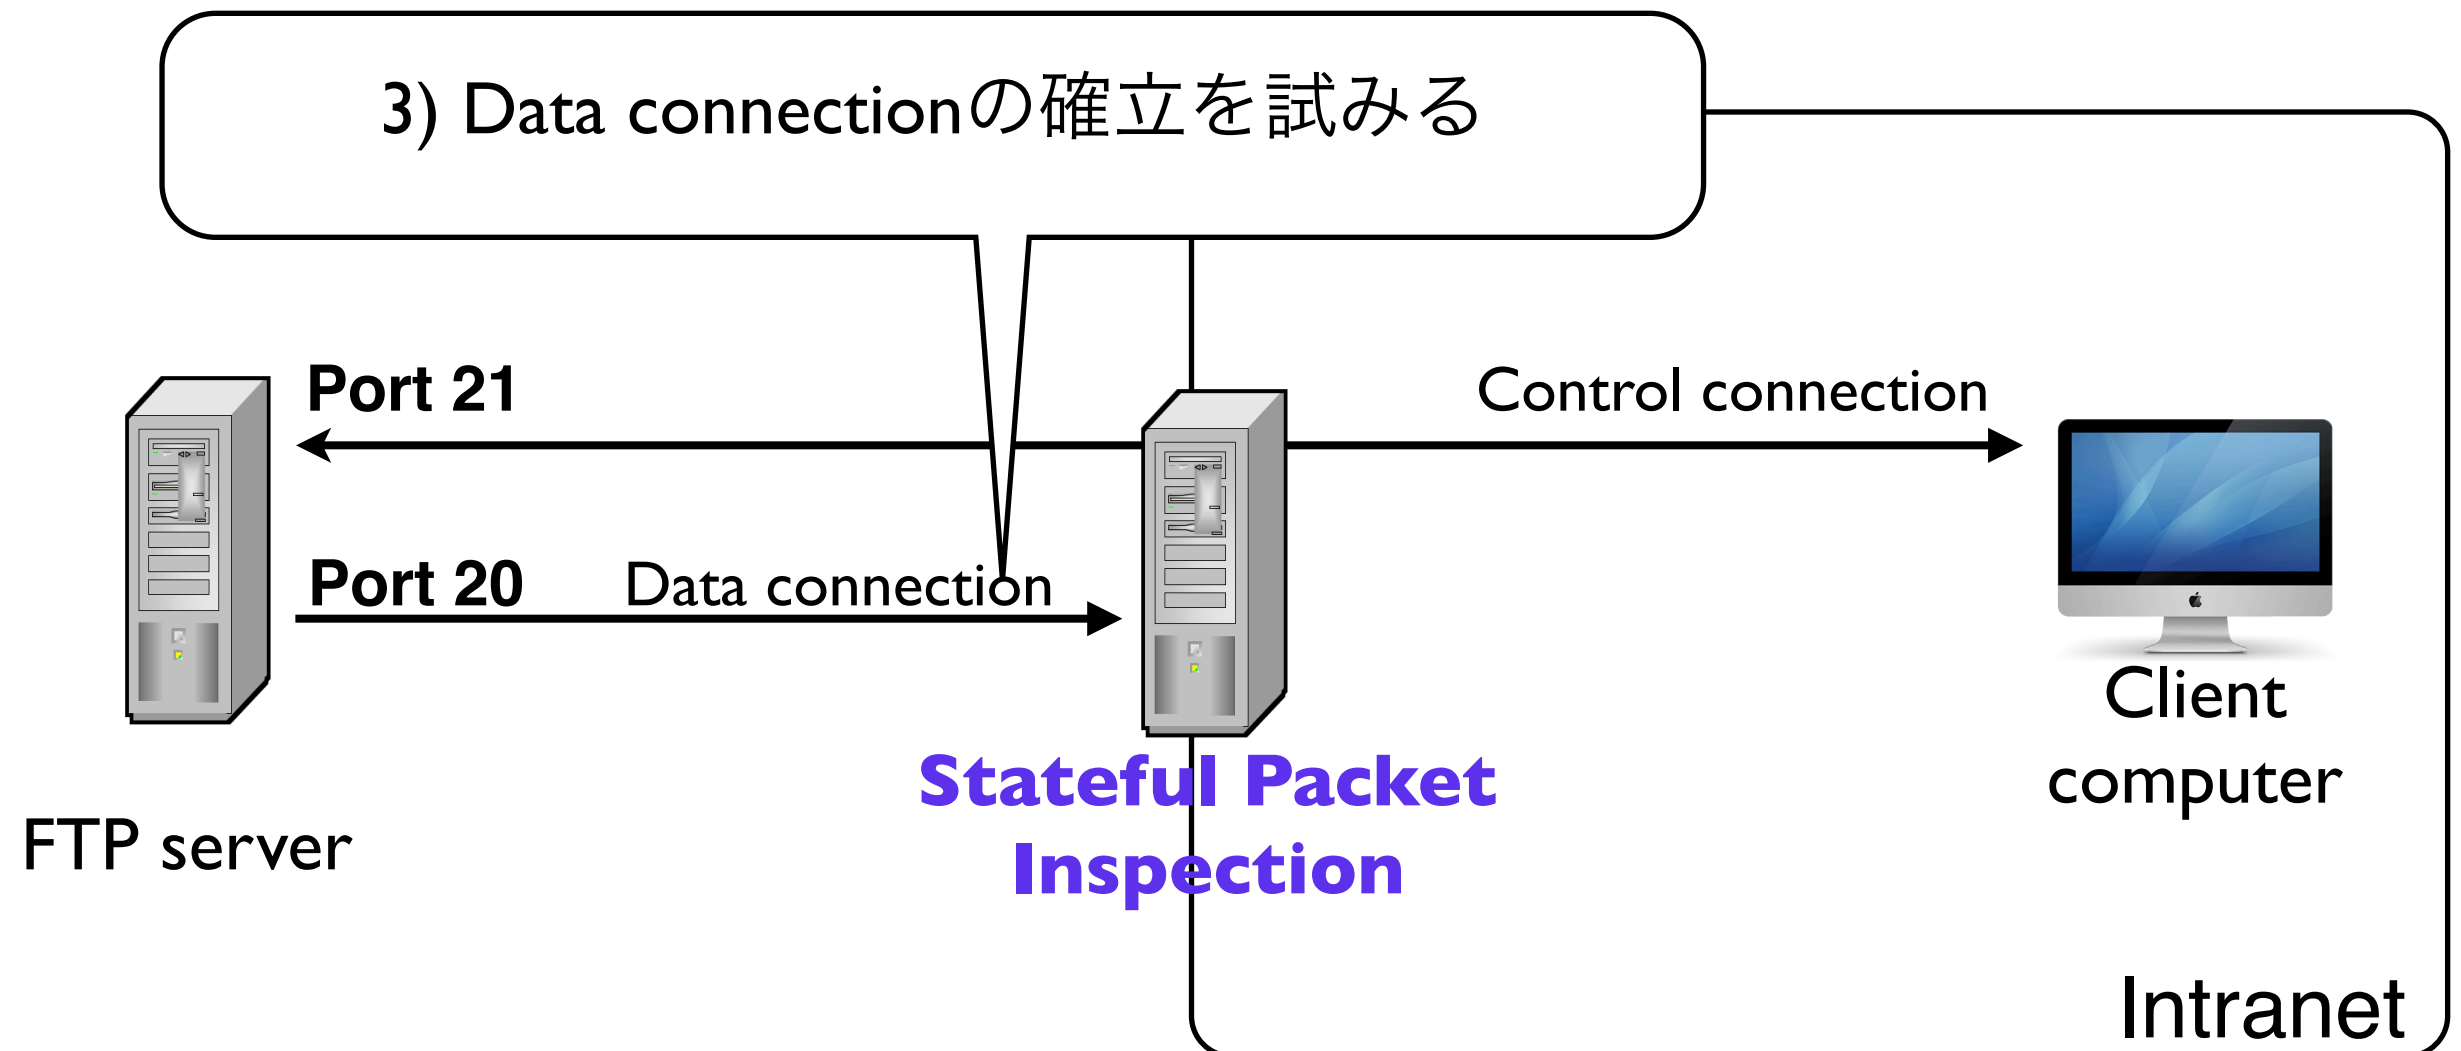 3) Data connectionの確立を試みる
Port 21
Control connection
Port 20
Data connection
Client
computer
Stateful Packet
Inspection
FTP server
Intranet